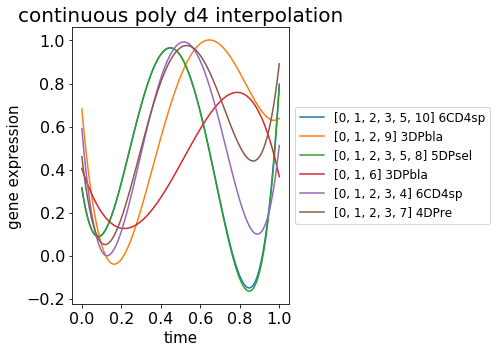 continuous poly d4 interpolation
gene expression
1.0
0.8
0.6
0.4
0.2
0.0
−0.2
0.0 0.2 0.4 0.6 0.8 1.0
time
[0, 1, 2, 3, 5, 10] 6CD4sp
[0, 1, 2, 9] 3DPbla
[0, 1, 2, 3, 5, 8] 5DPsel
[0, 1, 6] 3DPbla
[0, 1, 2, 3, 4] 6CD4sp
[0, 1, 2, 3, 7] 4DPre